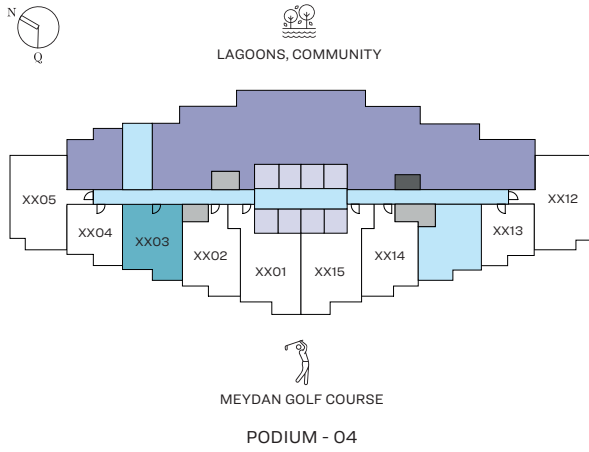 N
Q
LAGOONS, COMMUNITY
XX05
XX04
XX03
XX02
XX01
XX15
XX14
XX13
XX12
MEYDAN GOLF COURSE
PODIUM - 04